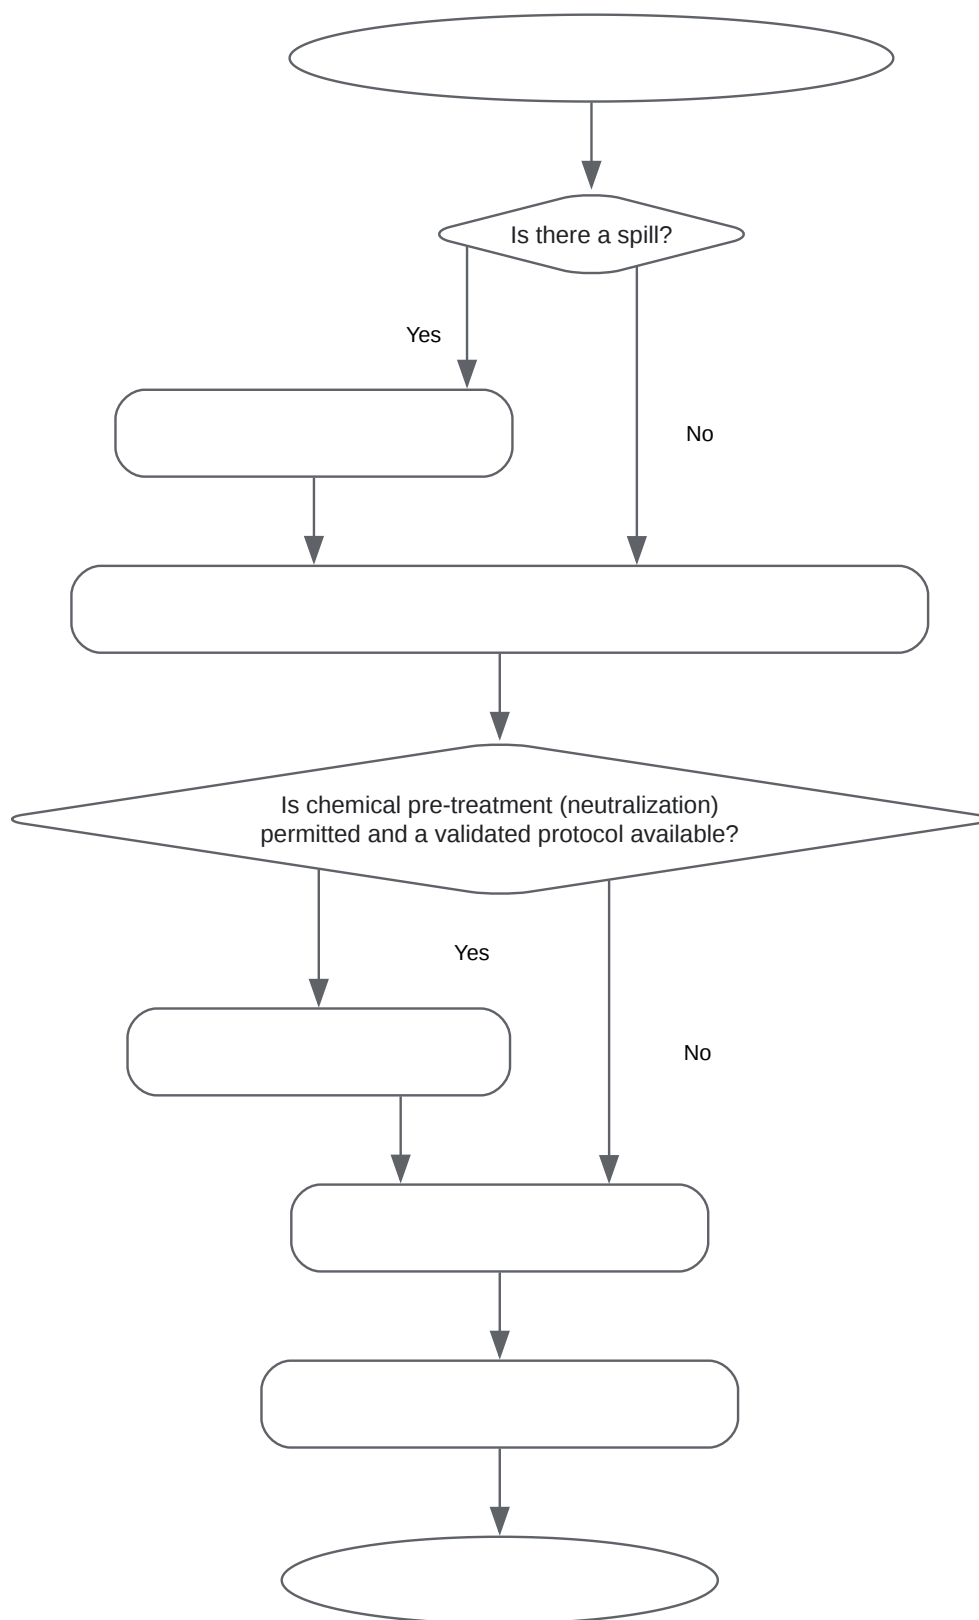 Is there a spill?
Yes
No
Is chemical pre-treatment (neutralization)
permitted and a validated protocol available?
Yes
No